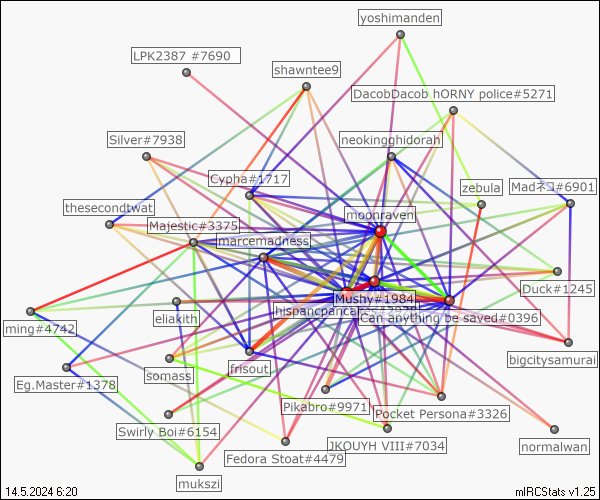 yoshimanden
LPK2387 #7690
shawntee9
DacobDacob hORNY police#5271
Silver#7938
neokingghidorah
Cypha#1717
zebula
Madネコ#6901
thesecondtwat
moonraven
Majestic#3375
marcemadness
Mushy#1984
Duck#1245
Can anything be saved#0396
ming#4742
eliakith
bigcitysamurai
frisout
somass
Eg.Master#1378
Pikabro#9971
Pocket Persona#3326
Swirly Boi#6154
JKOUYH VIII#7034
normalwan
Fedora Stoat#4479
mukszi
14.5.2024 6:20
mIRCStats v1.25